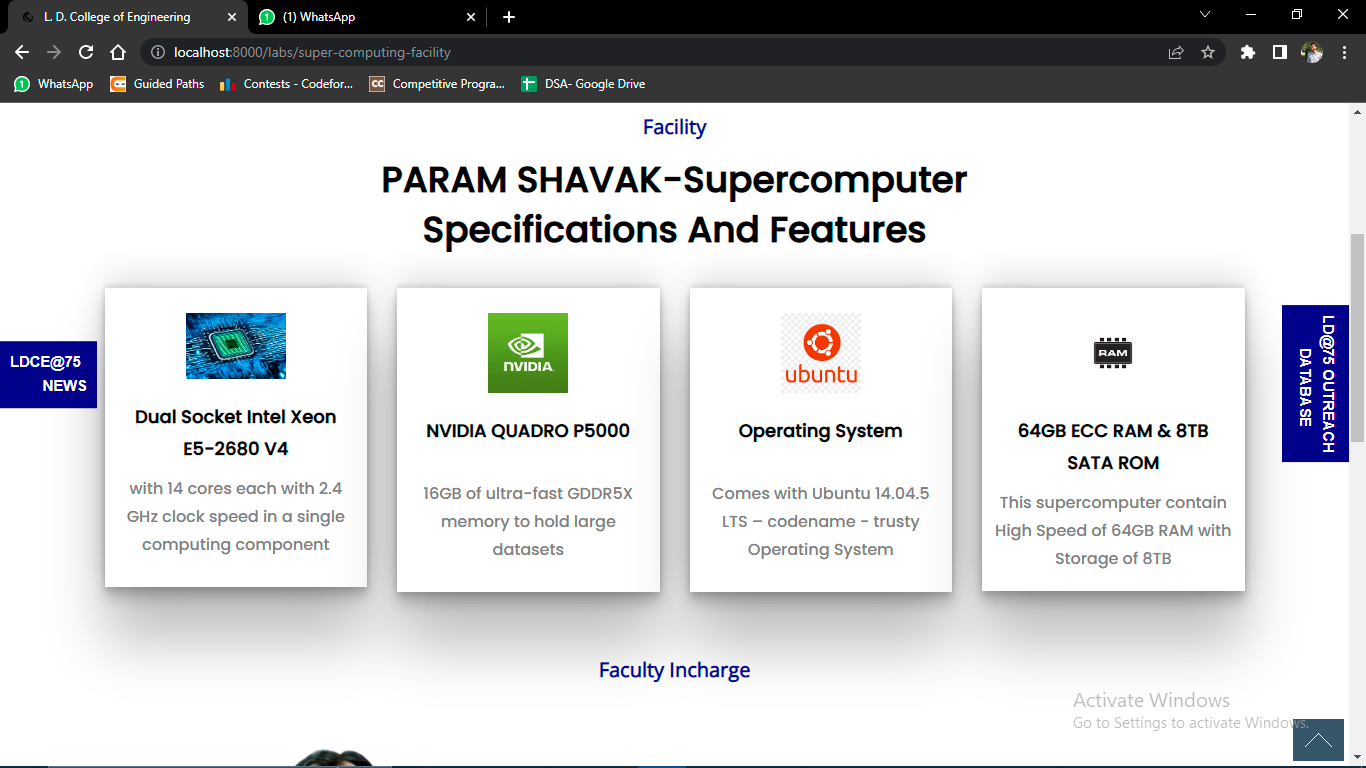 L. D. College of Engineering
(1) WhatsApp
localhost:8000/labs/super-computing-facility
1 WhatsApp
Guided Paths
Contests - Codefor...
CC Competitive Progra...
DSA- Google Drive
Facility
PARAM SHAVAK-Supercomputer
Specifications And Features
LDCE@75
NEWS
Dual Socket Intel Xeon
E5-2680 V4
with 14 cores each with 2.4
GHz clock speed in a single
computing component
NVIDIA
NVIDIA QUADRO P5000
16GB of ultra-fast GDDR5X
memory to hold large
datasets
ubuntu
Operating System
Comes with Ubuntu 14.04.5
LTS – codename - trusty
Operating System
RAM
64GB ECC RAM & 8TB
SATA ROM
This supercomputer contain
High Speed of 64GB RAM with
Storage of 8TB
LD@75 OUTREACH
DATABASE
Faculty Incharge
Activate Windows
Go to Settings to activate Windows.